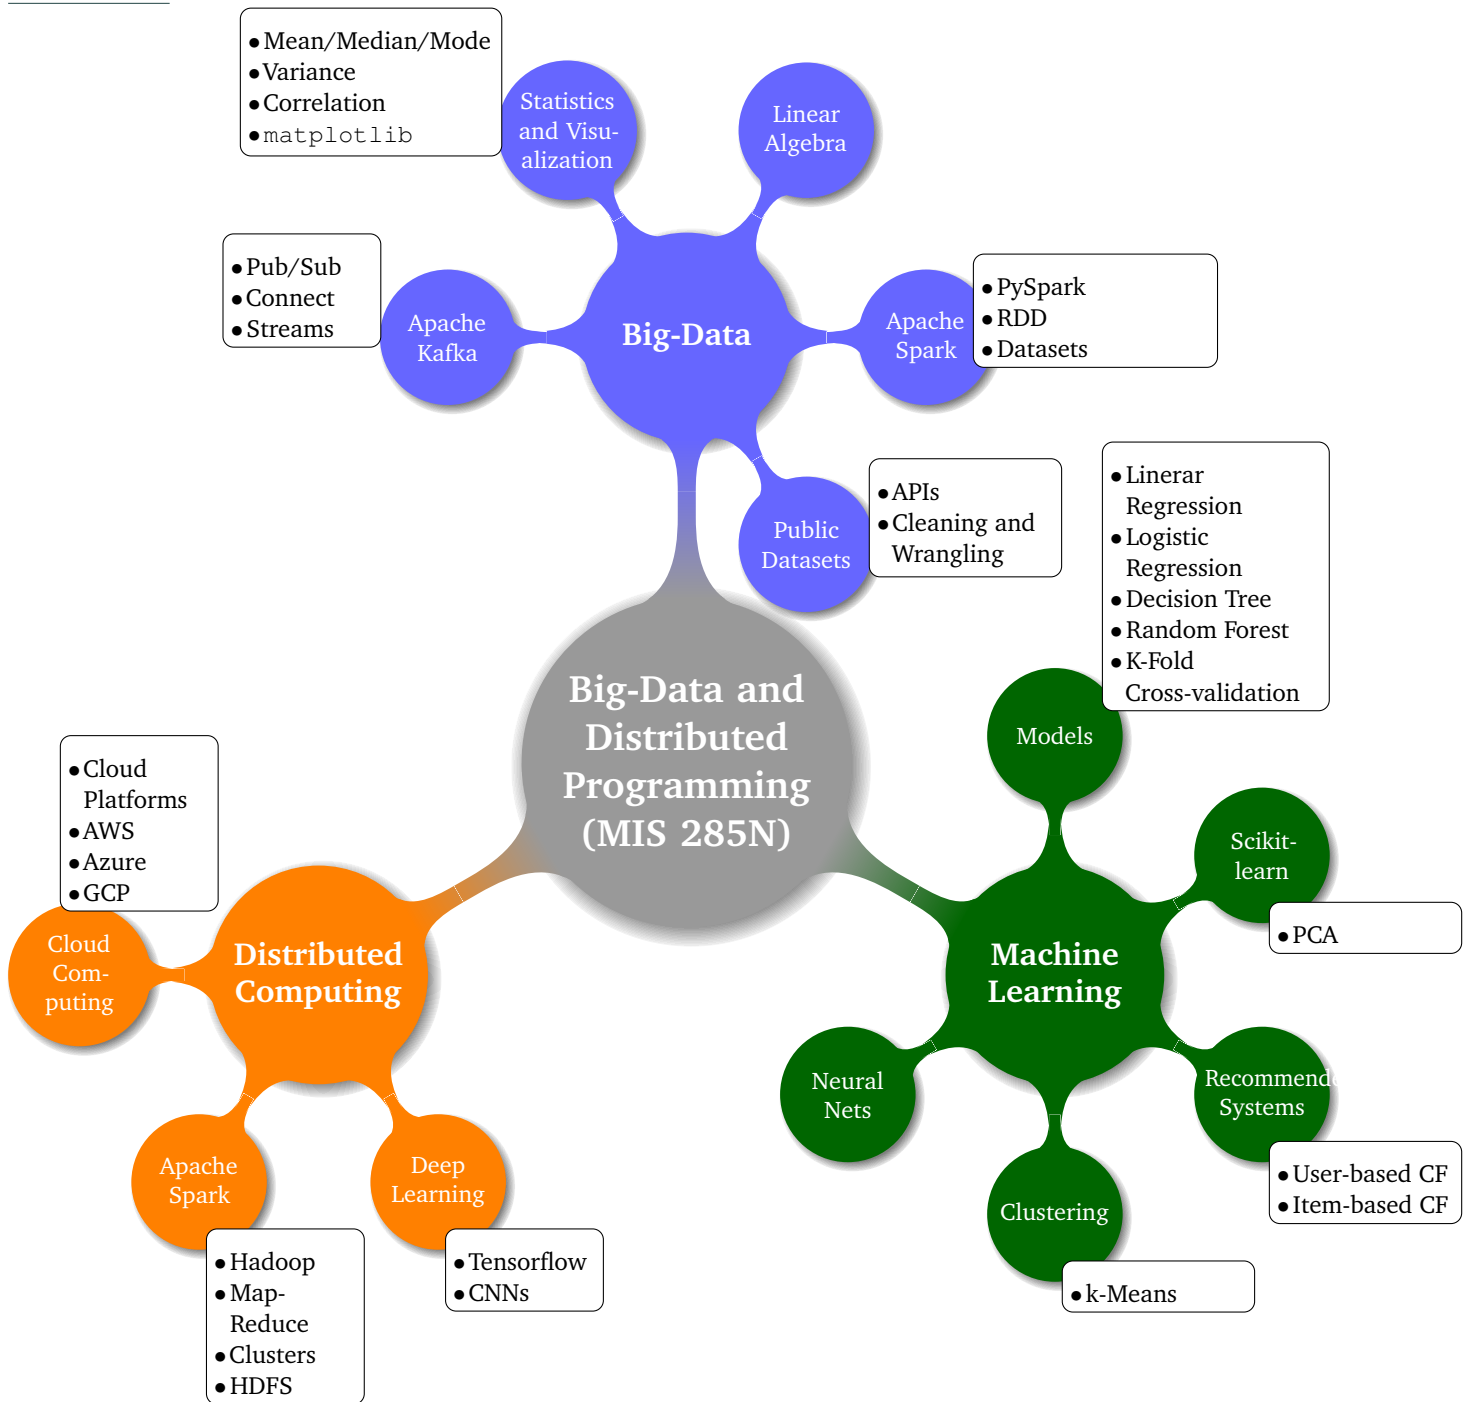 • Mean/Median/Mode
• Variance
• Correlation
• matplotlib
Statistics
and Visu-
alization
Linear
Algebra
• Pub/Sub
• Connect
• Streams
Apache
Kafka
Big-Data
Apache
Spark
• PySpark
• RDD
• Datasets
Public
Datasets
• APIs
• Cleaning and
Wrangling
• Linerar
Regression
• Logistic
Regression
• Decision Tree
• Random Forest
• K-Fold
Cross-validation
Models
Big-Data and
Distributed
Programming
(MIS 285N)
• Cloud
Platforms
• AWS
• Azure
• GCP
Cloud
Com-
puting
Distributed
Computing
Machine
Learning
Scikit-
learn
• PCA
Neural
Nets
Recommende
Systems
• User-based CF
• Item-based CF
Clustering
• k-Means
Apache
Spark
• Hadoop
• Map-
Reduce
• Clusters
• HDFS
Deep
Learning
• Tensorflow
• CNNs